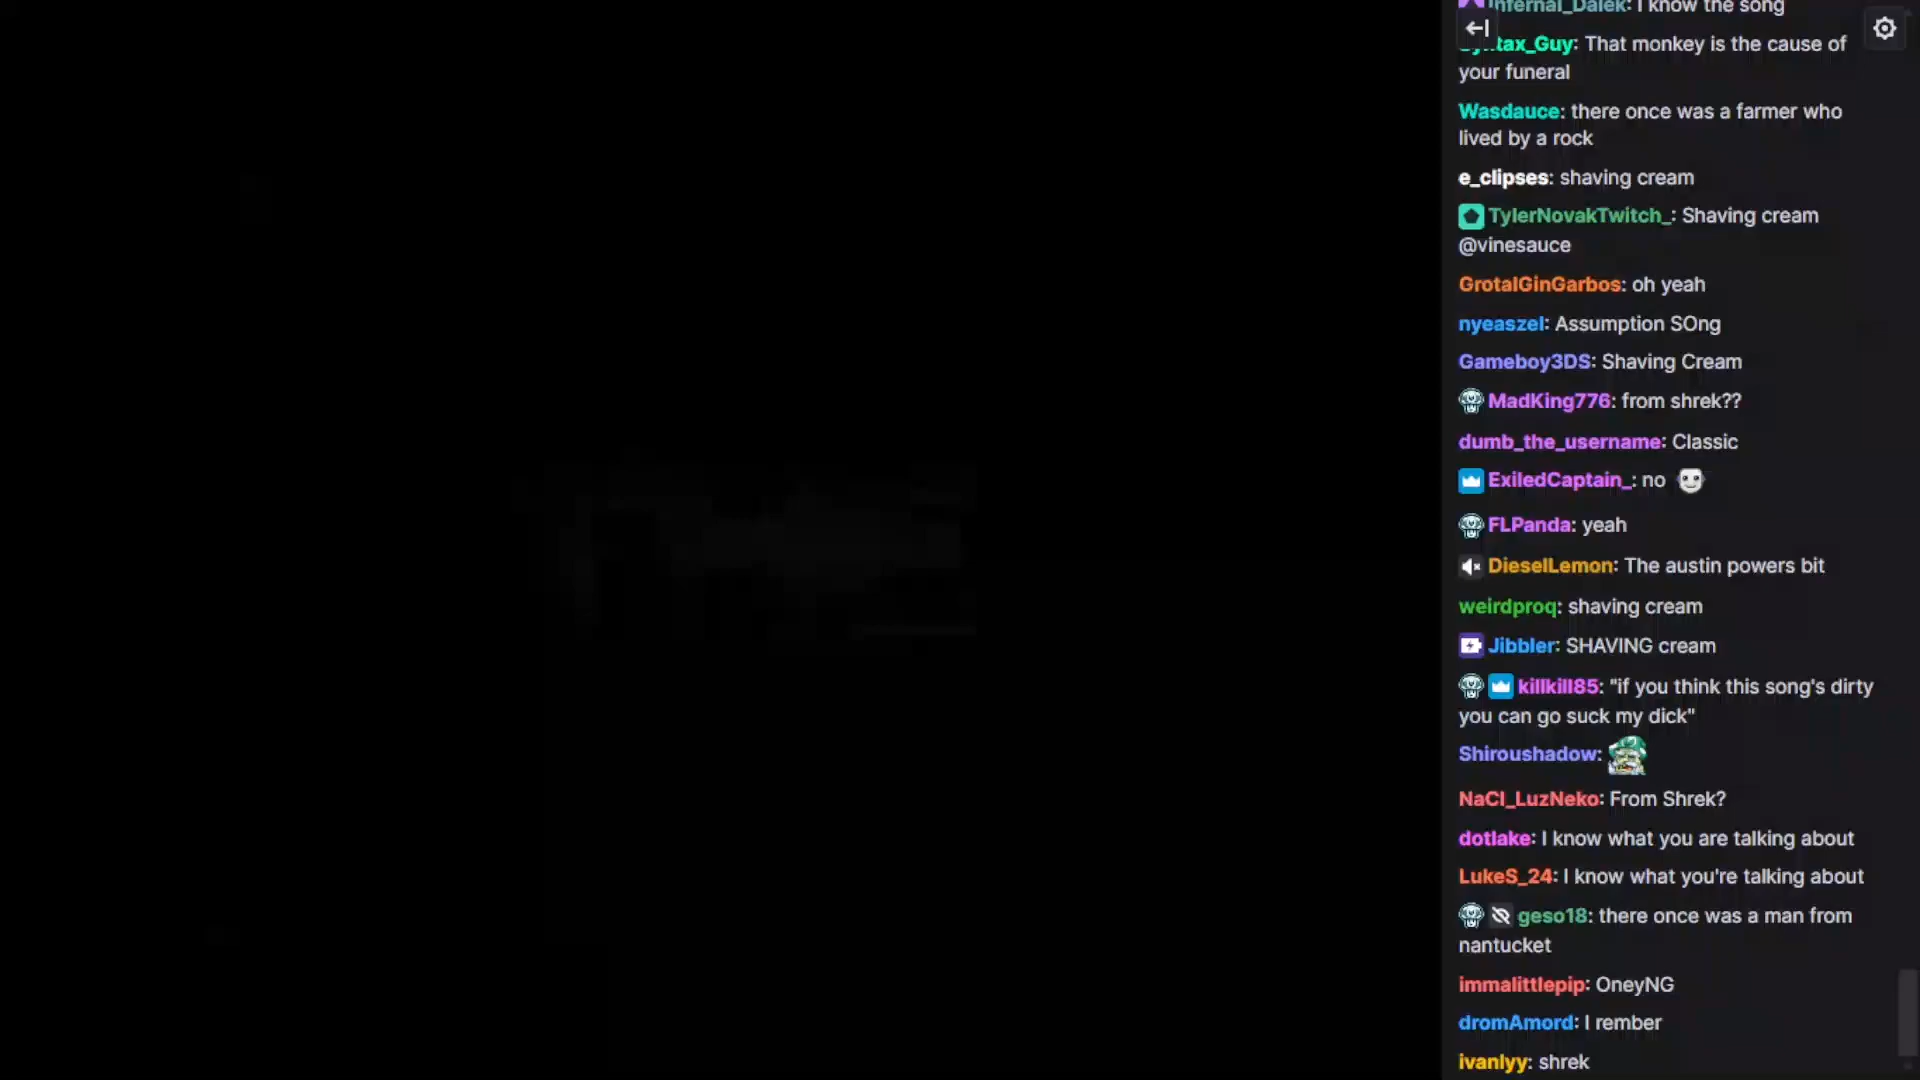 Infernal_Dalek: I know the song
Syntax_Guy: That monkey is the cause of
your funeral
Wasdauce: there once was a farmer who
lived by a rock
e_clipses: shaving cream
TylerNovakTwitch_: Shaving cream
@vinesauce
GrotalGinGarbos: oh yeah
nyeaszel: Assumption SOng
Gameboy3DS: Shaving Cream
MadKing776: from shrek??
dumb_the_username: Classic
ExiledCaptain_: no
FLPanda: yeah
DieselLemon: The austin powers bit
weirdproq: shaving cream
Jibbler: SHAVING cream
killkill85: "if you think this song's dirty
you can go suck my dick"
Shiroushadow:
NaCl_LuzNeko: From Shrek?
dotlake: I know what you are talking about
LukeS_24: I know what you're talking about
geso18: there once was a man from
nantucket
immalittlepip: OneyNG
dromAmord: I rember
ivanlyy: shrek